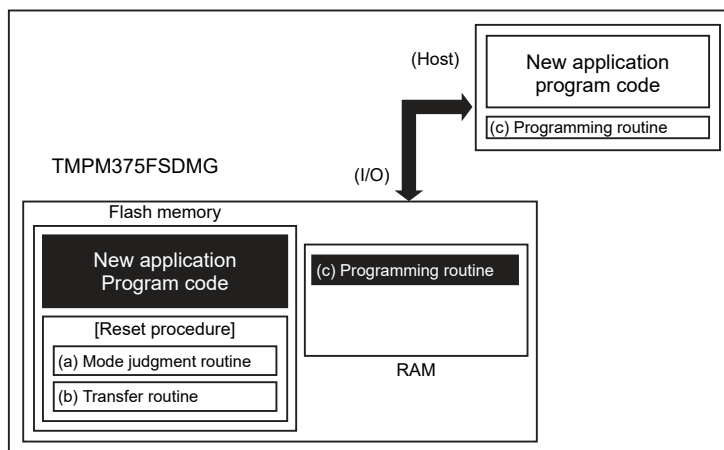 (Host)
New application
program code
(c) Programming routine
TMPM375FSDMG
(I/O)
Flash memory
New application
Program code
[Reset procedure]
(a) Mode judgment routine
(b) Transfer routine
(c) Programming routine
RAM